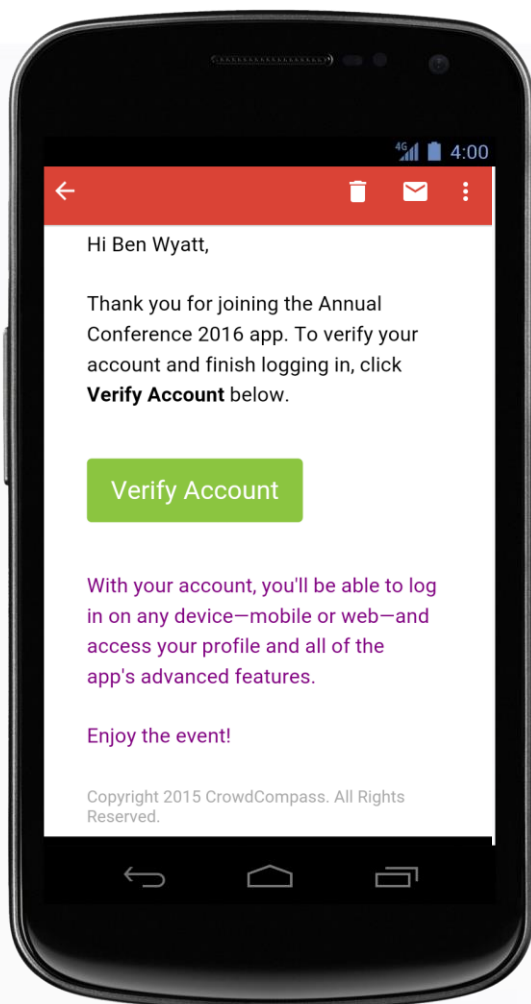 4G 4:00
Hi Ben Wyatt,
Thank you for joining the Annual
Conference 2016 app. To verify your
account and finish logging in, click
Verify Account below.
Verify Account
With your account, you'll be able to log
in on any device—mobile or web—and
access your profile and all of the
app's advanced features.
Enjoy the event!
Copyright 2015 CrowdCompass. All Rights
Reserved.